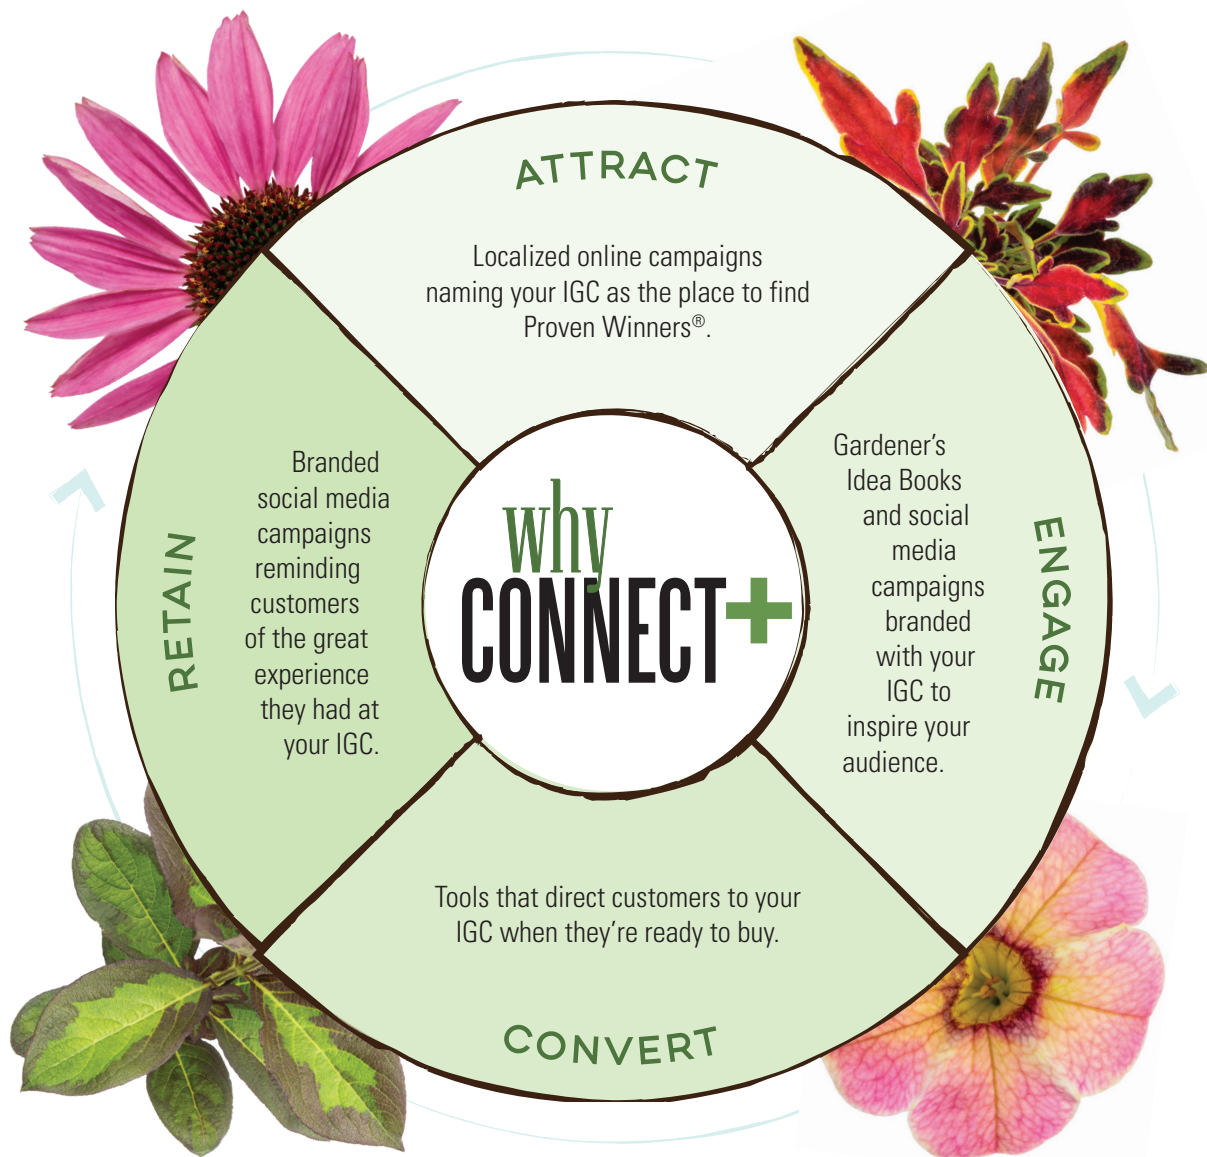 ATTRACT
Localized online campaigns
naming your IGC as the place to find
Proven Winners®.
ENGAGE
Gardener's
Idea Books
and social
media
campaigns
branded
with your
IGC to
inspire your
audience.
CONVERT
Tools that direct customers to your
IGC when they're ready to buy.
RETAIN
Branded
social media
campaigns
reminding
customers
of the great
experience
they had at
your IGC.
why
CONNECT+